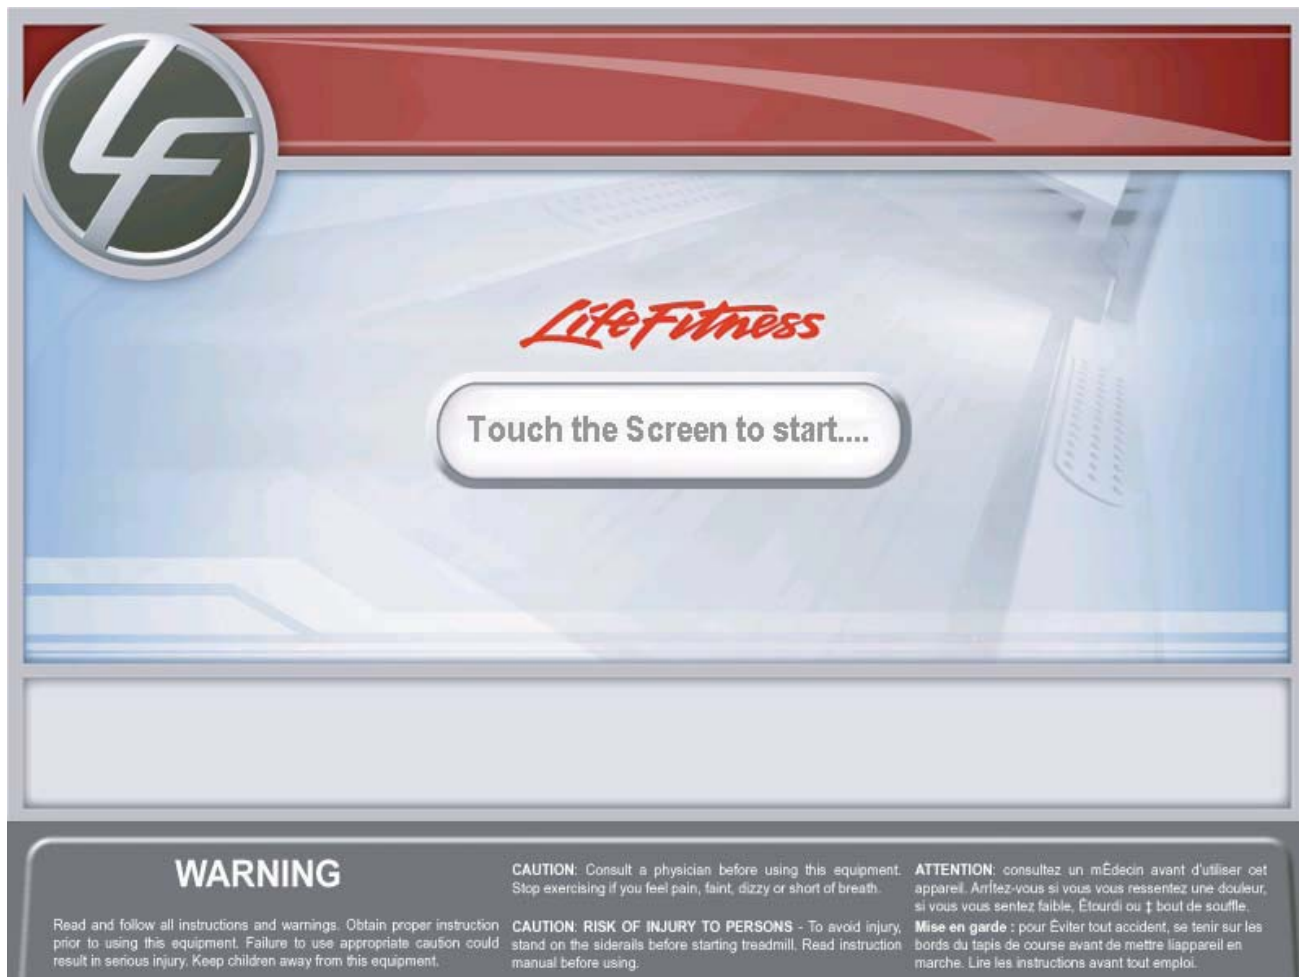 LF
LifeFitness
Touch the Screen to start....
WARNING
Read and follow all instructions and warnings. Obtain proper instruction
prior to using this equipment. Failure to use appropriate caution could
result in serious injury. Keep children away from this equipment.
CAUTION: Consult a physician before using this equipment.
Stop exercising if you feel pain, faint, dizzy or short of breath.
CAUTION: RISK OF INJURY TO PERSONS - To avoid injury,
stand on the siderails before starting treadmill. Read instruction
manual before using.
ATTENTION: consultez un mÉdecin avant d'utiliser cet
appareil. ArrÍtez-vous si vous vous ressentez une douleur,
si vous vous sentez faible, Étourdi ou ‡ bout de souffle.
Mise en garde : pour Éviter tout accident, se tenir sur les
bords du tapis de course avant de mettre líappareil en
marche. Lire les instructions avant tout emploi.